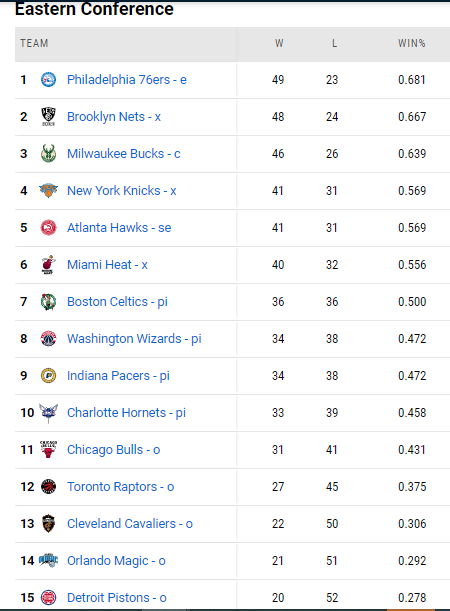 Eastern Conference
TEAM W L WIN%
1 Philadelphia 76ers - e 49 23 0.681
2 Brooklyn Nets - x 48 24 0.667
3 Milwaukee Bucks - c 46 26 0.639
4 New York Knicks - x 41 31 0.569
5 Atlanta Hawks - se 41 31 0.569
6 Miami Heat - x 40 32 0.556
7 Boston Celtics - pi 36 36 0.500
8 Washington Wizards - pi 34 38 0.472
9 Indiana Pacers - pi 34 38 0.472
10 Charlotte Hornets - pi 33 39 0.458
11 Chicago Bulls - o 31 41 0.431
12 Toronto Raptors - o 27 45 0.375
13 Cleveland Cavaliers - o 22 50 0.306
14 Orlando Magic - o 21 51 0.292
15 Detroit Pistons - o 20 52 0.278